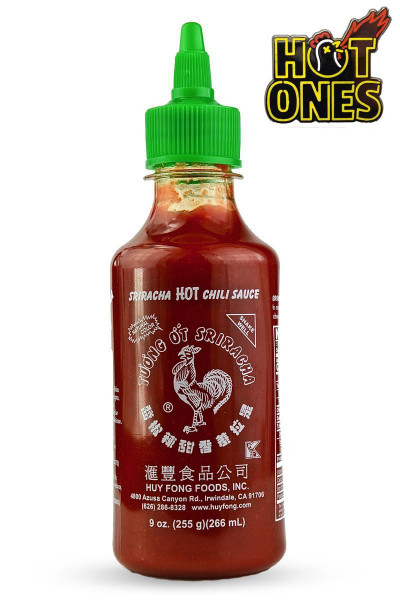 HOT
ONES
SRIRACHA HOT CHILI SAUCE
SHAKE
WELL
TƯƠNG ỚT SRIRACHA
®
滙豐食品公司
HUY FONG FOODS, INC.
4800 Azusa Canyon Rd., Irwindale, CA 91706
(626) 286-8328 www.huyfong.com
9 oz. (255 g)(266 mL)